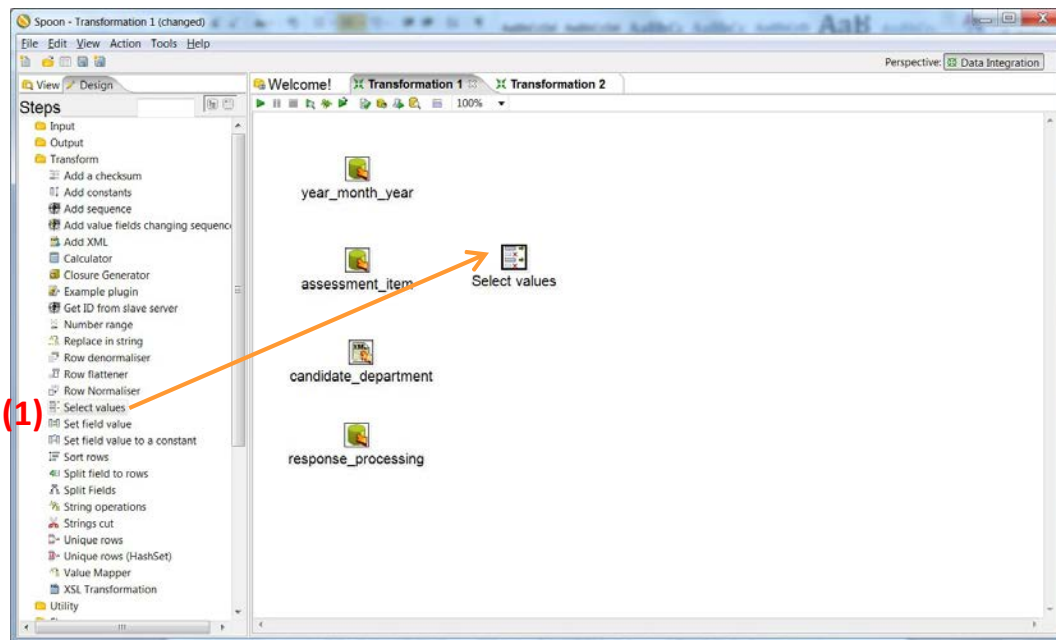 Spoon - Transformation 1 (changed)
File Edit View Action Tools Help
Perspective: Data Integration
View Design
Welcome! Transformation 1 Transformation 2
Steps
100%
Input
Output
Transform
Add a checksum
Add constants
Add sequence
Add value fields changing sequenc
Add XML
Calculator
Closure Generator
Example plugin
Get ID from slave server
Number range
Replace in string
Row denormaliser
Row flattener
Row Normaliser
(1) Select values
Set field value
Set field value to a constant
Sort rows
Split field to rows
Split Fields
String operations
Strings cut
Unique rows
Unique rows (HashSet)
Value Mapper
XSL Transformation
Utility
year_month_year
assessment_item
Select values
candidate_department
response_processing